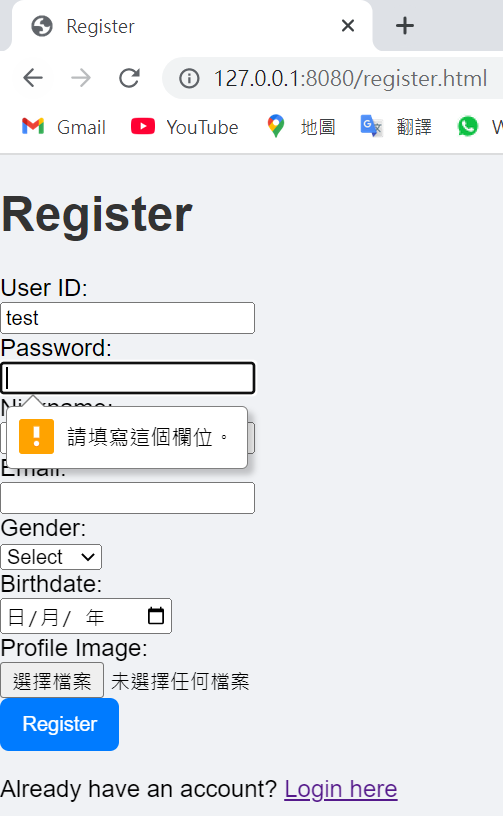 Register
127.0.0.1:8080/register.html
Gmail YouTube 地圖 翻譯
Register
User ID:
test
Password:
請填寫這個欄位。
Email:
Gender:
Select
Birthdate:
日/月/ 年
Profile Image:
選擇檔案 未選擇任何檔案
Register
Already have an account? Login here